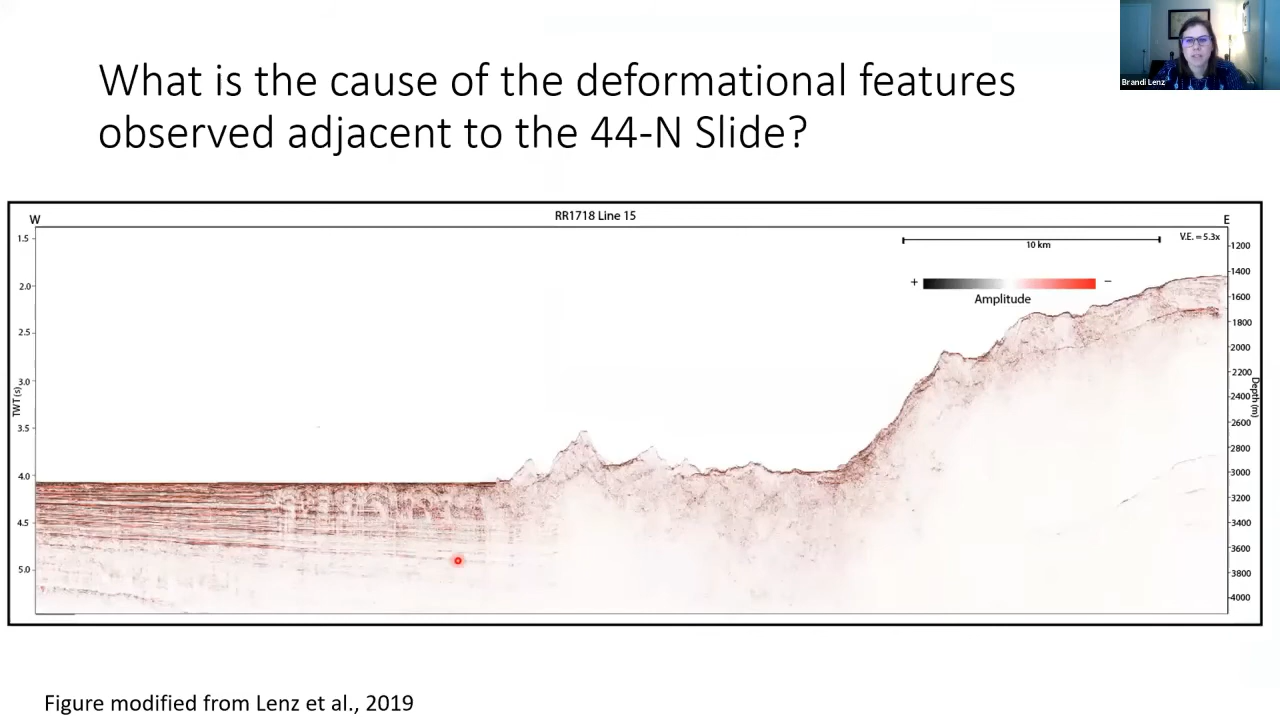 Brandi Lenz
What is the cause of the deformational features
observed adjacent to the 44-N Slide?
RR1718 Line 15
W
E
V.E. = 5.3x
10 km
+
−
Amplitude
1.5
2.0
2.5
3.0
3.5
4.0
4.5
5.0
TWT (s)
1200
1400
1600
1800
2000
2200
2400
2600
2800
3000
3200
3400
3600
3800
4000
Depth (m)
Figure modified from Lenz et al., 2019